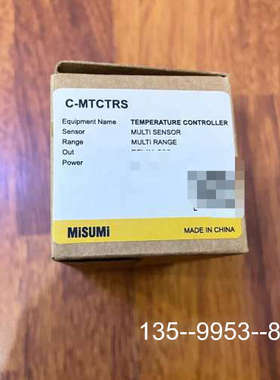 C-MTCTRS
Equipment Name TEMPERATURE CONTROLLER
Sensor MULTI SENSOR
Range MULTI RANGE
Out
Power
MiSUMi MADE IN CHINA
135--9953--8